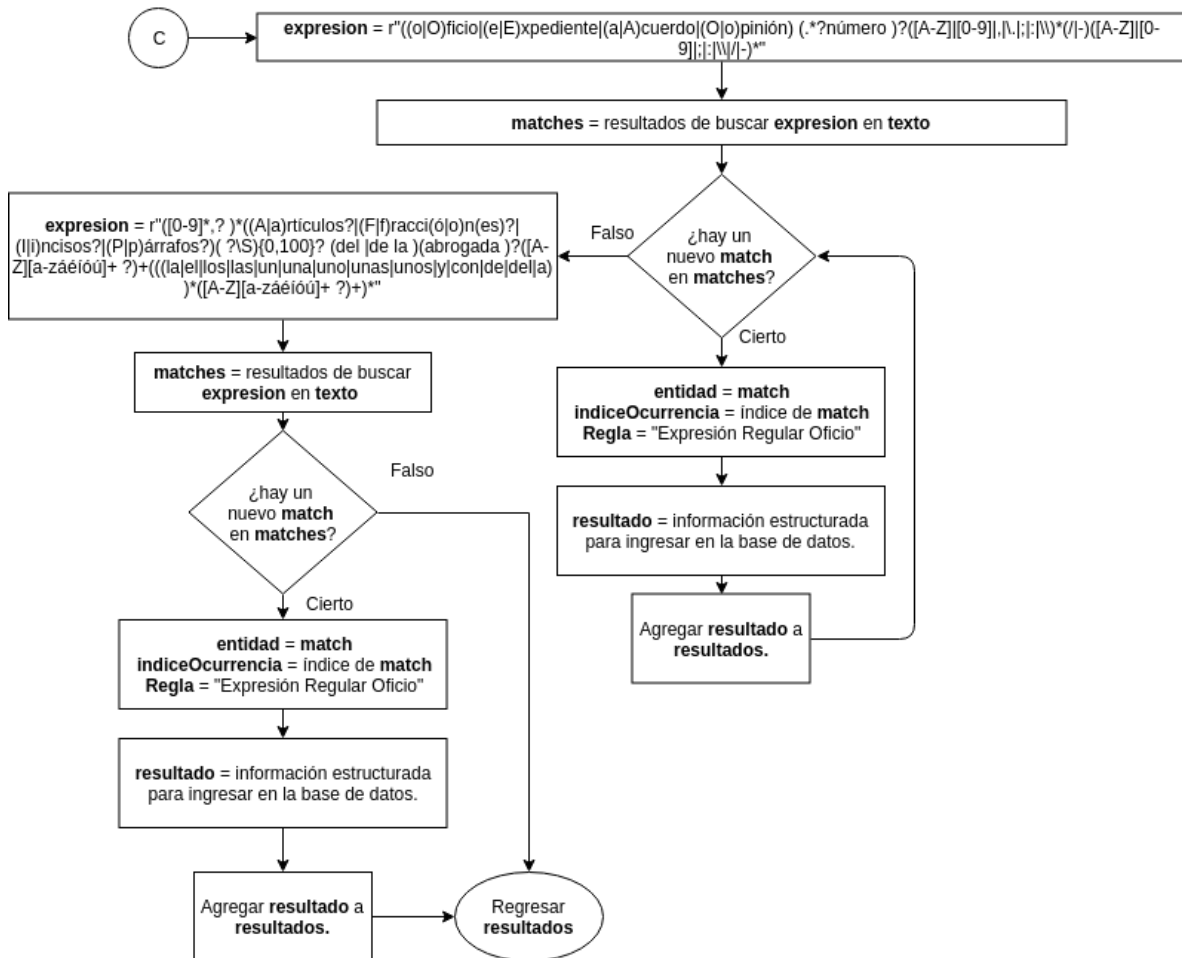 C
expresion = r"((o|O)ficio|(e|E)xpediente|(a|A)cuerdo|(O|o)pinión) (.*?número )?([A-Z]|[0-9]|,|\.|;|:|\\)*(/|-)([A-Z]|[0-
9]|;|:|\\|/|-)*"
matches = resultados de buscar expresion en texto
¿hay un
nuevo match
en matches?
Falso
Cierto
entidad = match
indiceOcurrencia = índice de match
Regla = "Expresión Regular Oficio"
resultado = información estructurada
para ingresar en la base de datos.
Agregar resultado a
resultados.
expresion = r"([0-9]*,? )*((A|a)rtículos?|(F|f)racci(ó|o)n(es)?|
(I|i)ncisos?|(P|p)árrafos?)( ?\S){0,100}? (del |de la )(abrogada )?([A-
Z][a-záéíóú]+ ?)+(((la|el|los|las|un|una|uno|unas|unos|y|con|de|del|a)
)*([A-Z][a-záéíóú]+ ?)+)*"
matches = resultados de buscar
expresion en texto
¿hay un
nuevo match
en matches?
Falso
Cierto
entidad = match
indiceOcurrencia = índice de match
Regla = "Expresión Regular Oficio"
resultado = información estructurada
para ingresar en la base de datos.
Agregar resultado a
resultados.
Regresar
resultados